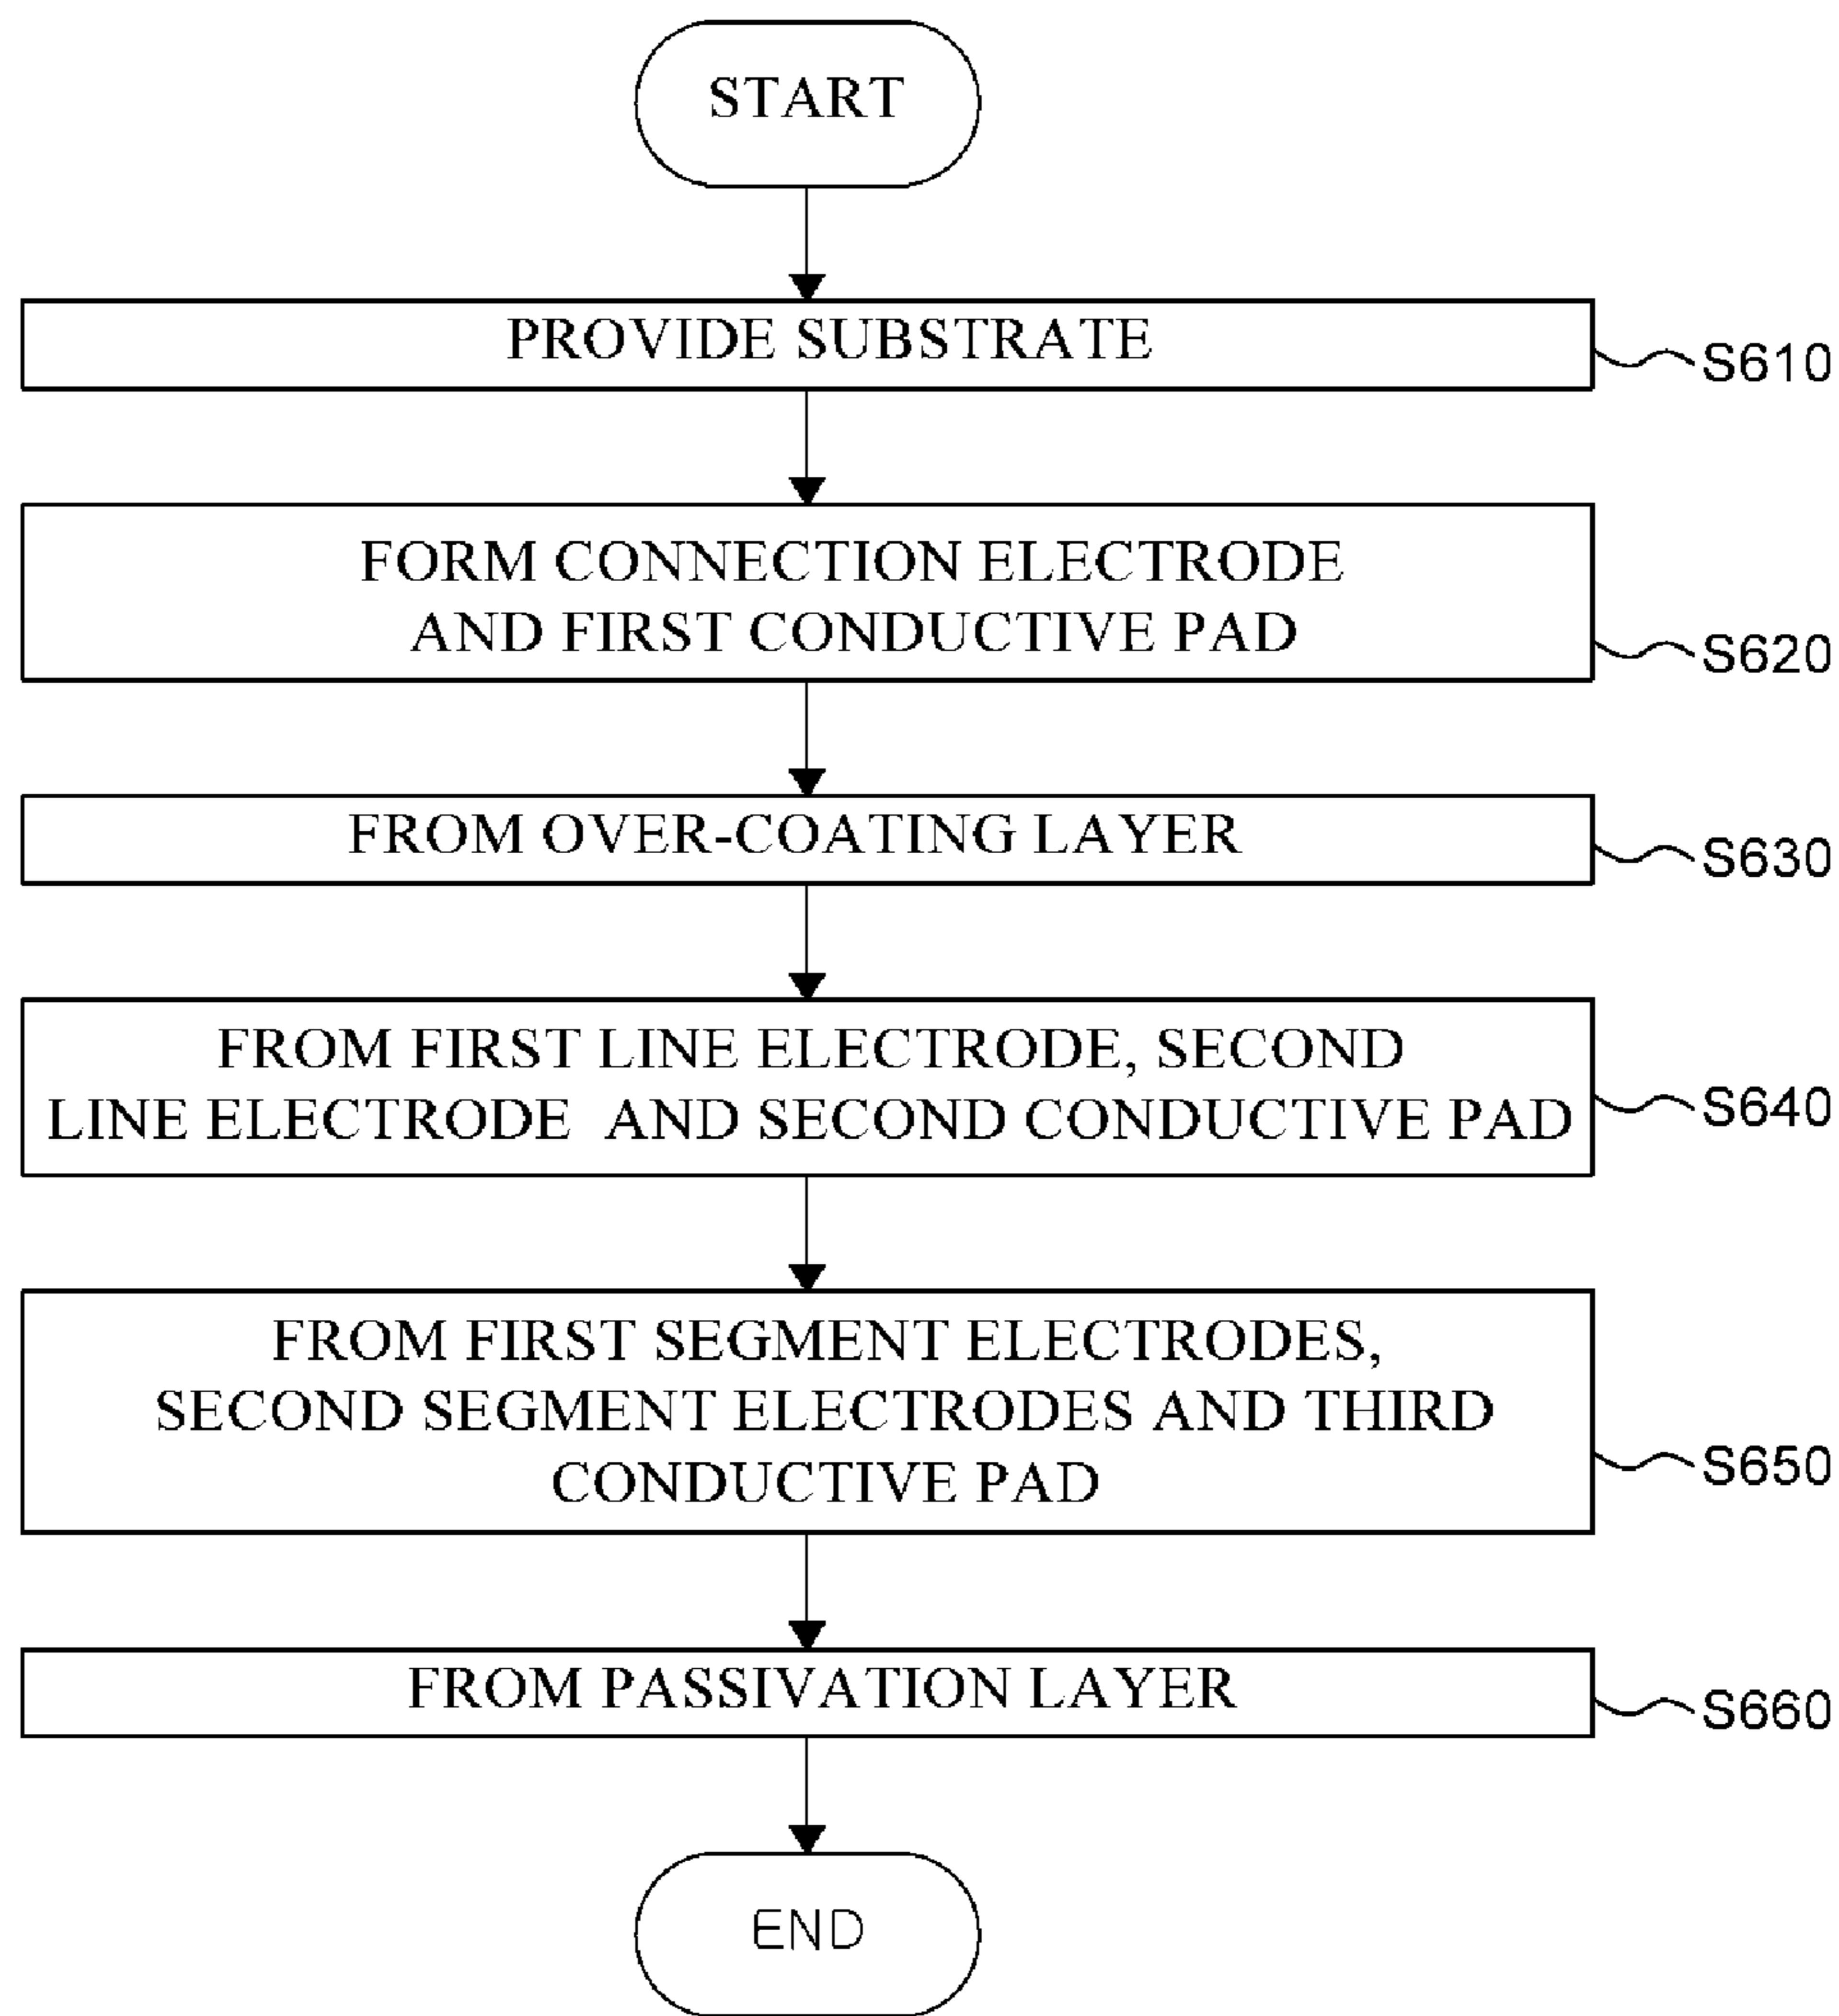 START
PROVIDE SUBSTRATE
S610
FORM CONNECTION ELECTRODE
AND FIRST CONDUCTIVE PAD
S620
FROM OVER-COATING LAYER
S630
FROM FIRST LINE ELECTRODE, SECOND
LINE ELECTRODE AND SECOND CONDUCTIVE PAD
S640
FROM FIRST SEGMENT ELECTRODES,
SECOND SEGMENT ELECTRODES AND THIRD
CONDUCTIVE PAD
S650
FROM PASSIVATION LAYER
S660
END